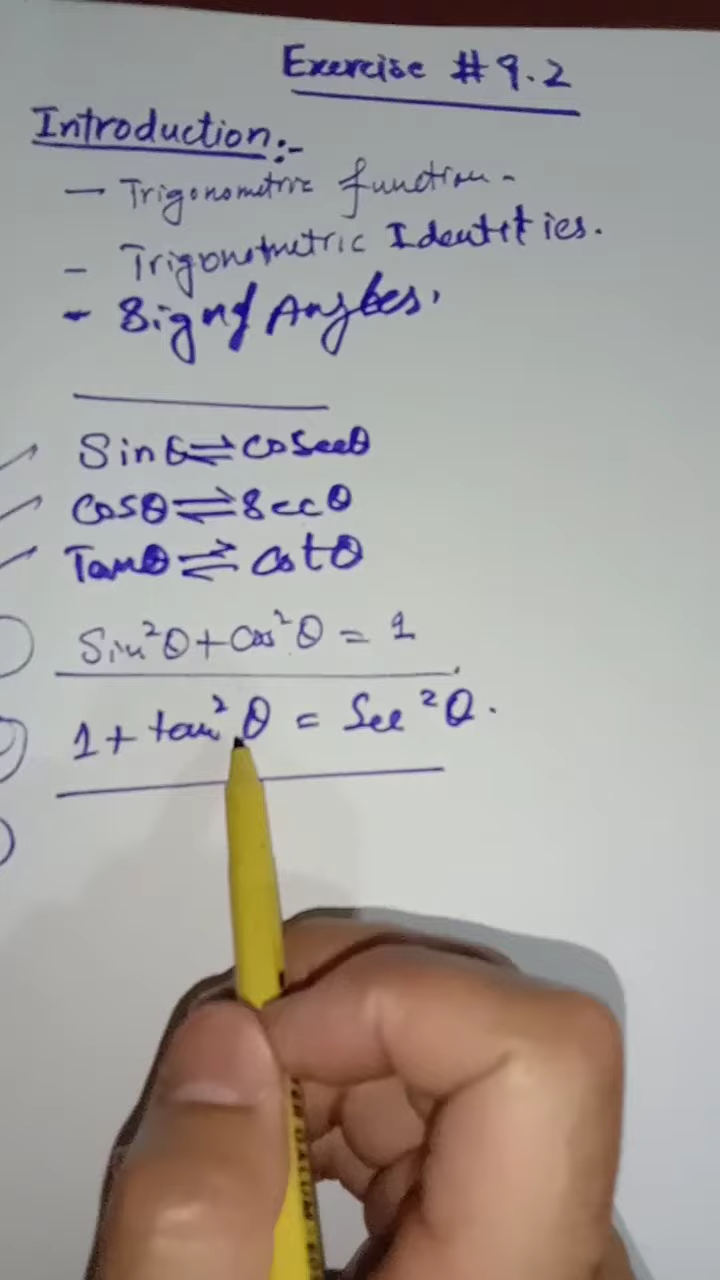 Exercise # 9.2
Introduction:-
— Trigonometric function -
- Trigonometric Identities.
- Sign of Angles,
Sinθ ⇌ Cosecθ
Cosθ ⇌ Secθ
Tanθ ⇌ Cotθ
Sin²θ + Cos²θ = 1
1 + tan²θ = Sec²θ.